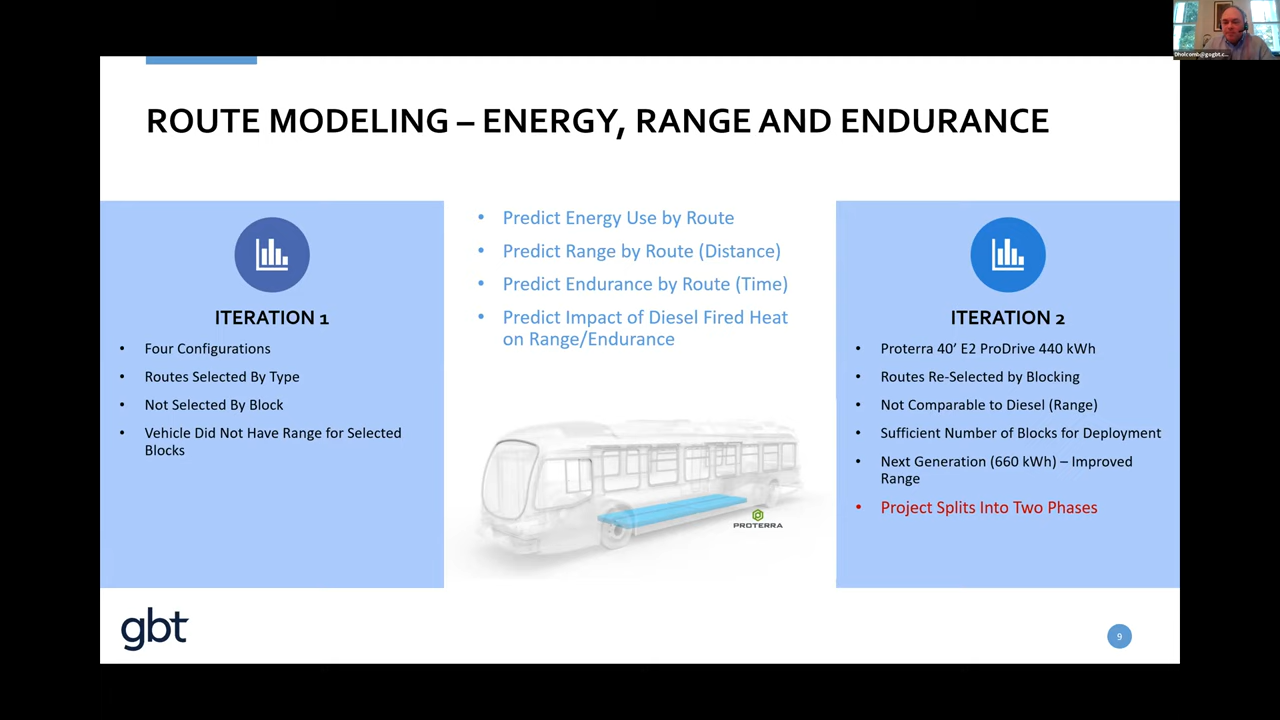 Dholcomb@gogbt.c...
ROUTE MODELING – ENERGY, RANGE AND ENDURANCE
ITERATION 1
• Four Configurations
• Routes Selected By Type
• Not Selected By Block
• Vehicle Did Not Have Range for Selected
Blocks
• Predict Energy Use by Route
• Predict Range by Route (Distance)
• Predict Endurance by Route (Time)
• Predict Impact of Diesel Fired Heat
on Range/Endurance
PROTERRA
ITERATION 2
• Proterra 40’ E2 ProDrive 440 kWh
• Routes Re-Selected by Blocking
• Not Comparable to Diesel (Range)
• Sufficient Number of Blocks for Deployment
• Next Generation (660 kWh) – Improved
Range
• Project Splits Into Two Phases
gbt
9